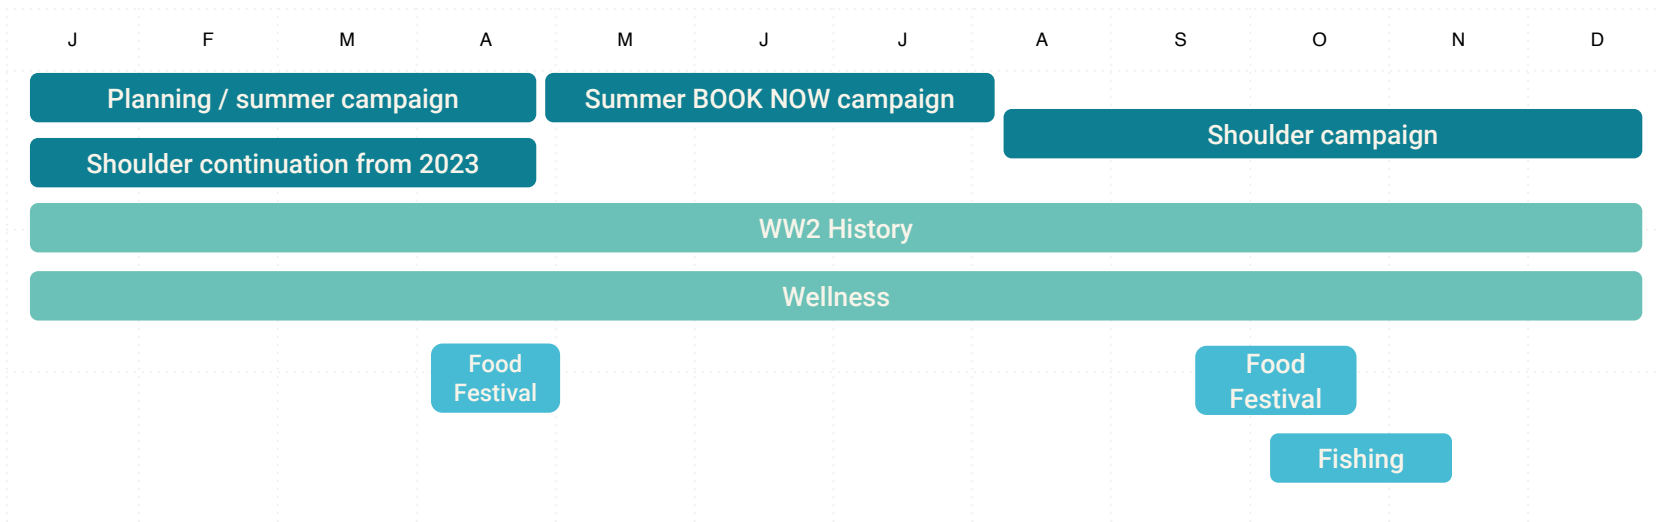 J F M A M J J A S O N D
Planning / summer campaign
Summer BOOK NOW campaign
Shoulder campaign
Shoulder continuation from 2023
WW2 History
Wellness
Food
Festival
Food
Festival
Fishing